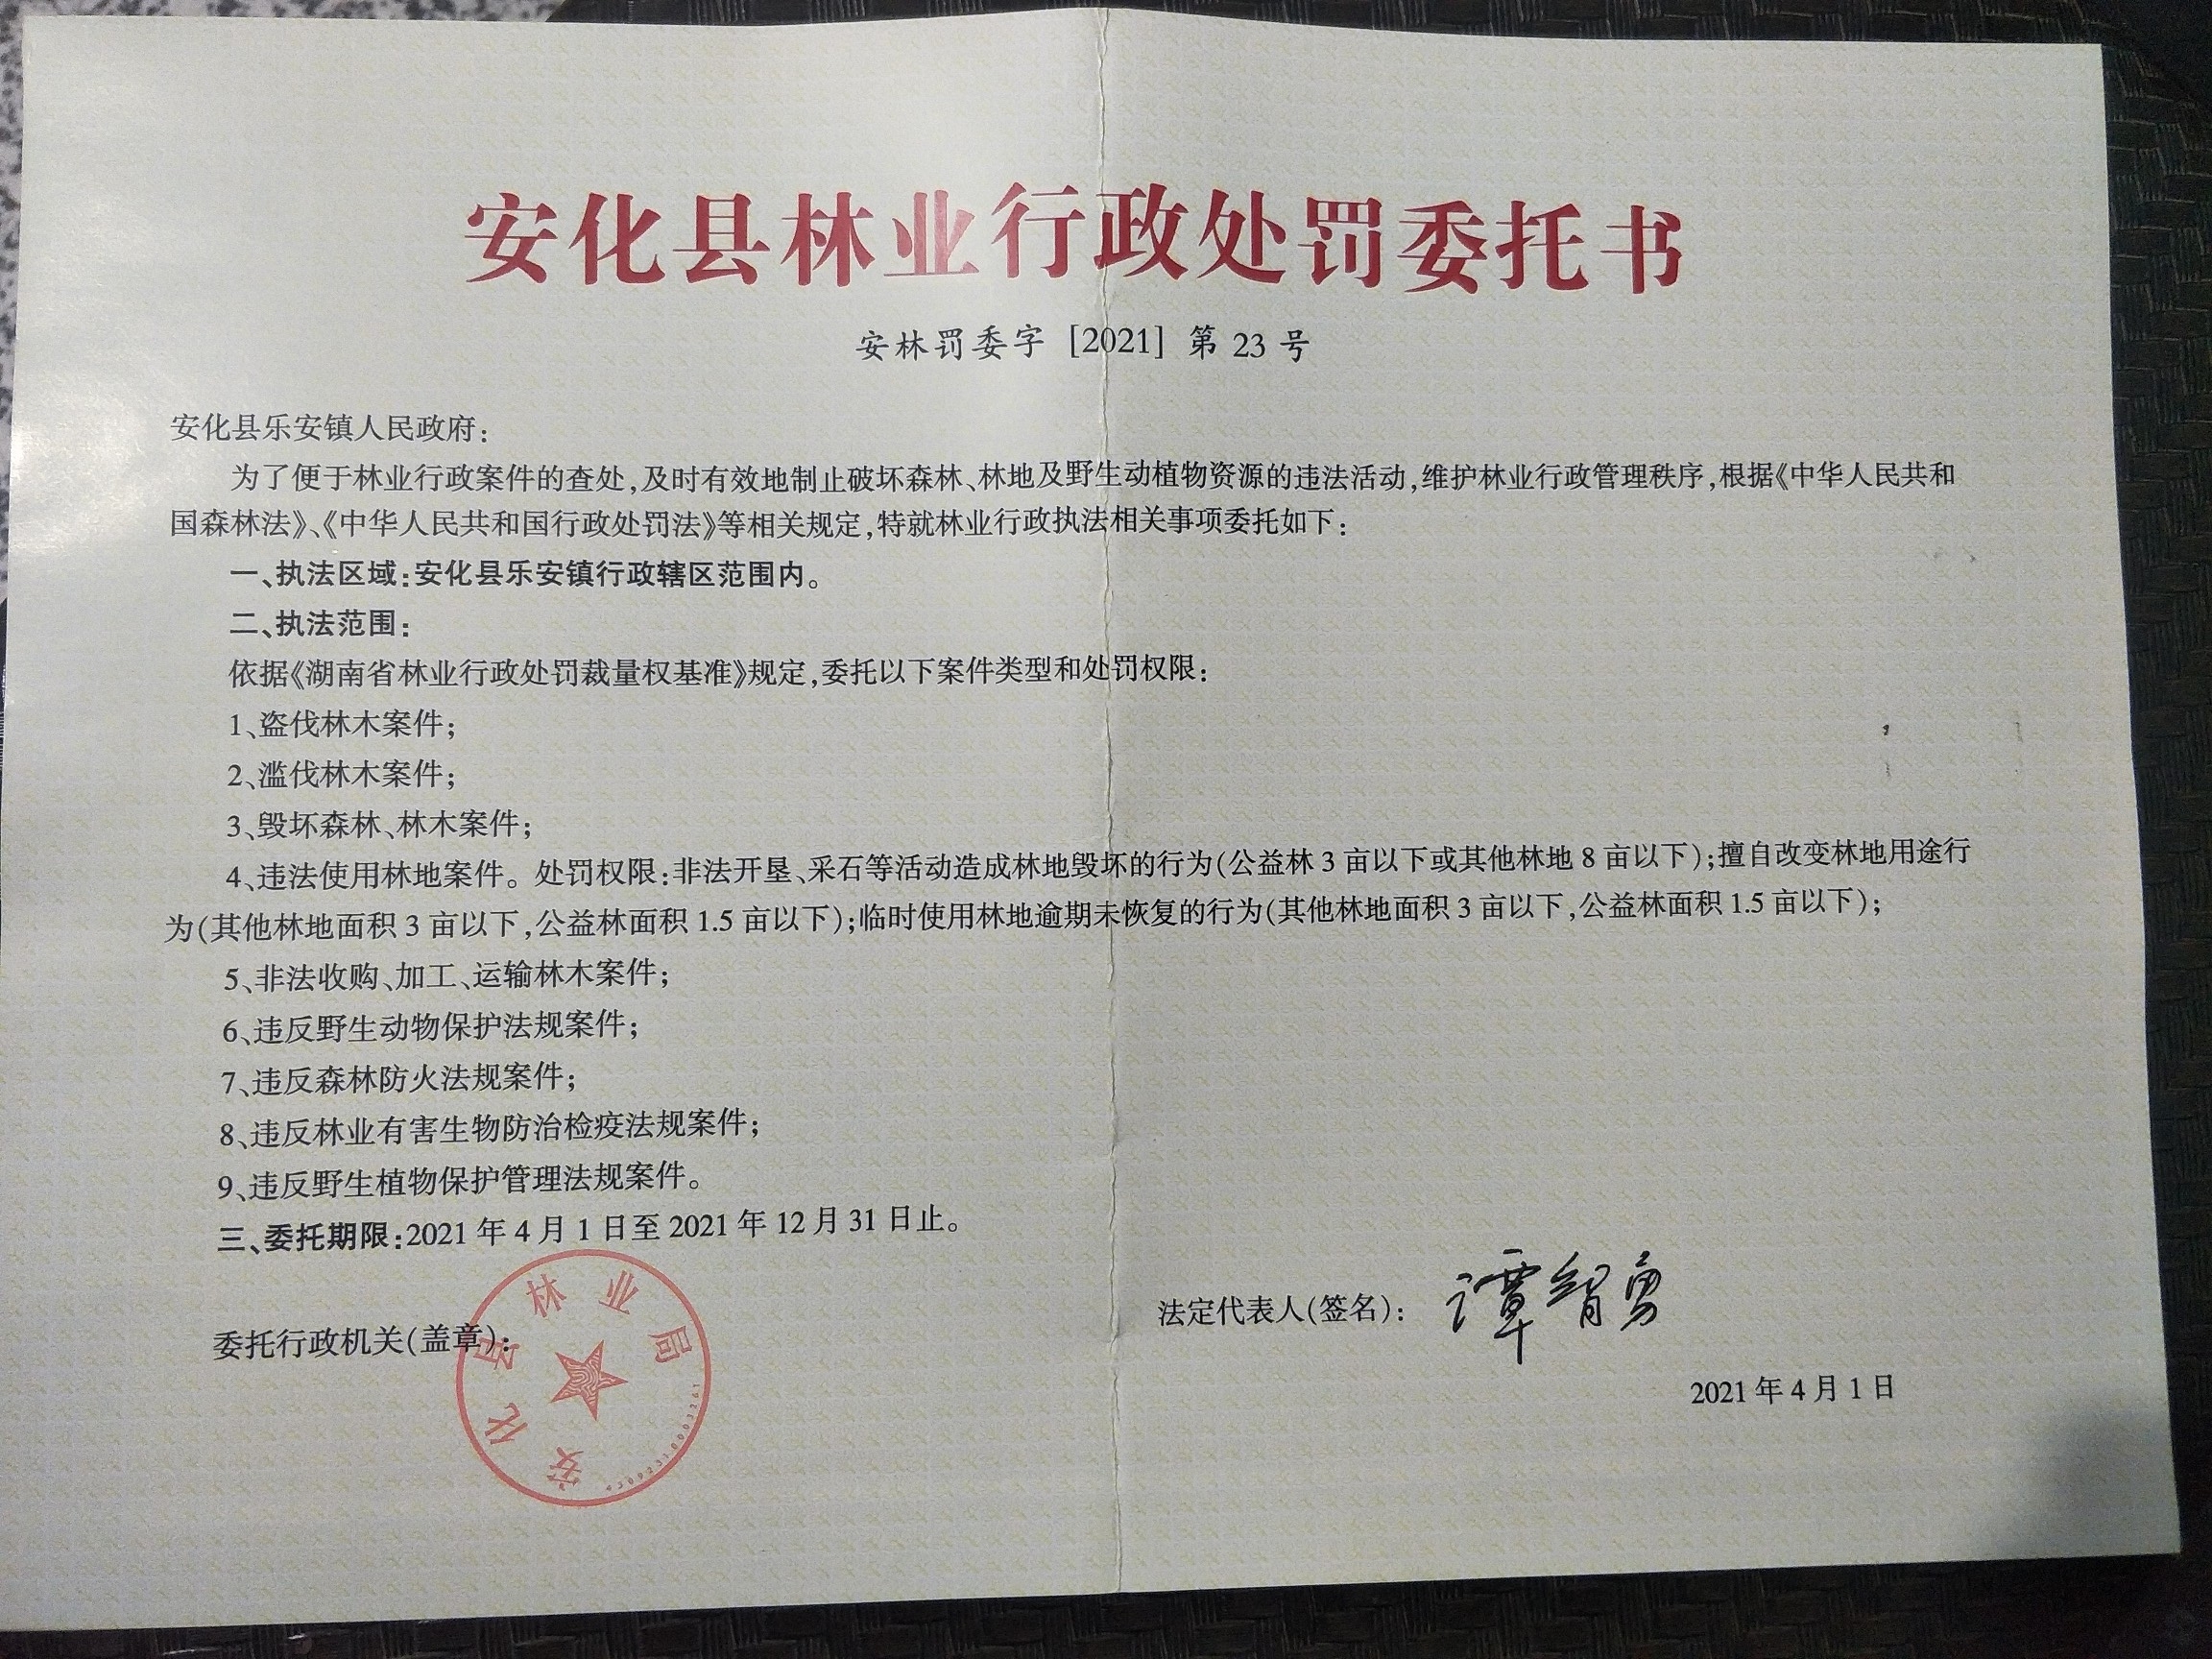 安化县林业行政处罚委托书
安林罚委字 [2021] 第 23 号
安化县乐安镇人民政府：
为了便于林业行政案件的查处,及时有效地制止破坏森林、林地及野生动植物资源的违法活动,维护林业行政管理秩序,根据《中华人民共和
国森林法》、《中华人民共和国行政处罚法》等相关规定,特就林业行政执法相关事项委托如下：
一、执法区域：安化县乐安镇行政辖区范围内。
二、执法范围：
依据《湖南省林业行政处罚裁量权基准》规定,委托以下案件类型和处罚权限：
1、盗伐林木案件；
2、滥伐林木案件；
3、毁坏森林、林木案件；
4、违法使用林地案件。处罚权限：非法开垦、采石等活动造成林地毁坏的行为(公益林 3 亩以下或其他林地 8 亩以下)；擅自改变林地用途行
为(其他林地面积 3 亩以下,公益林面积 1.5 亩以下)；临时使用林地逾期未恢复的行为(其他林地面积 3 亩以下,公益林面积 1.5 亩以下)；
5、非法收购、加工、运输林木案件；
6、违反野生动物保护法规案件；
7、违反森林防火法规案件；
8、违反林业有害生物防治检疫法规案件；
9、违反野生植物保护管理法规案件。
三、委托期限：2021 年 4 月 1 日至 2021 年 12 月 31 日止。
委托行政机关(盖章)：
安化县林业局
法定代表人(签名)： 谭智勇
2021 年 4 月 1 日